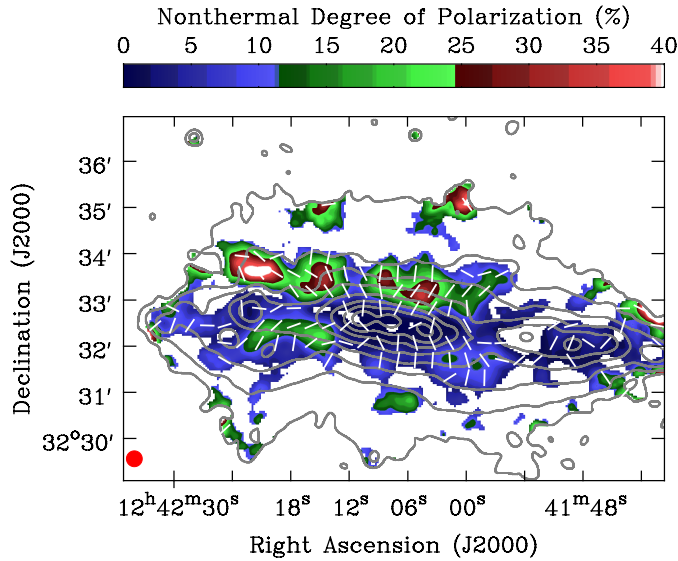 Nonthermal Degree of Polarization (%)
0 5 10 15 20 25 30 35 40
Declination (J2000)
36′
35′
34′
33′
32′
31′
32°30′
12ʰ42ᵐ30ˢ 18ˢ 12ˢ 06ˢ 00ˢ 41ᵐ48ˢ
Right Ascension (J2000)